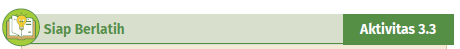 Siap Berlatih
Aktivitas 3.3